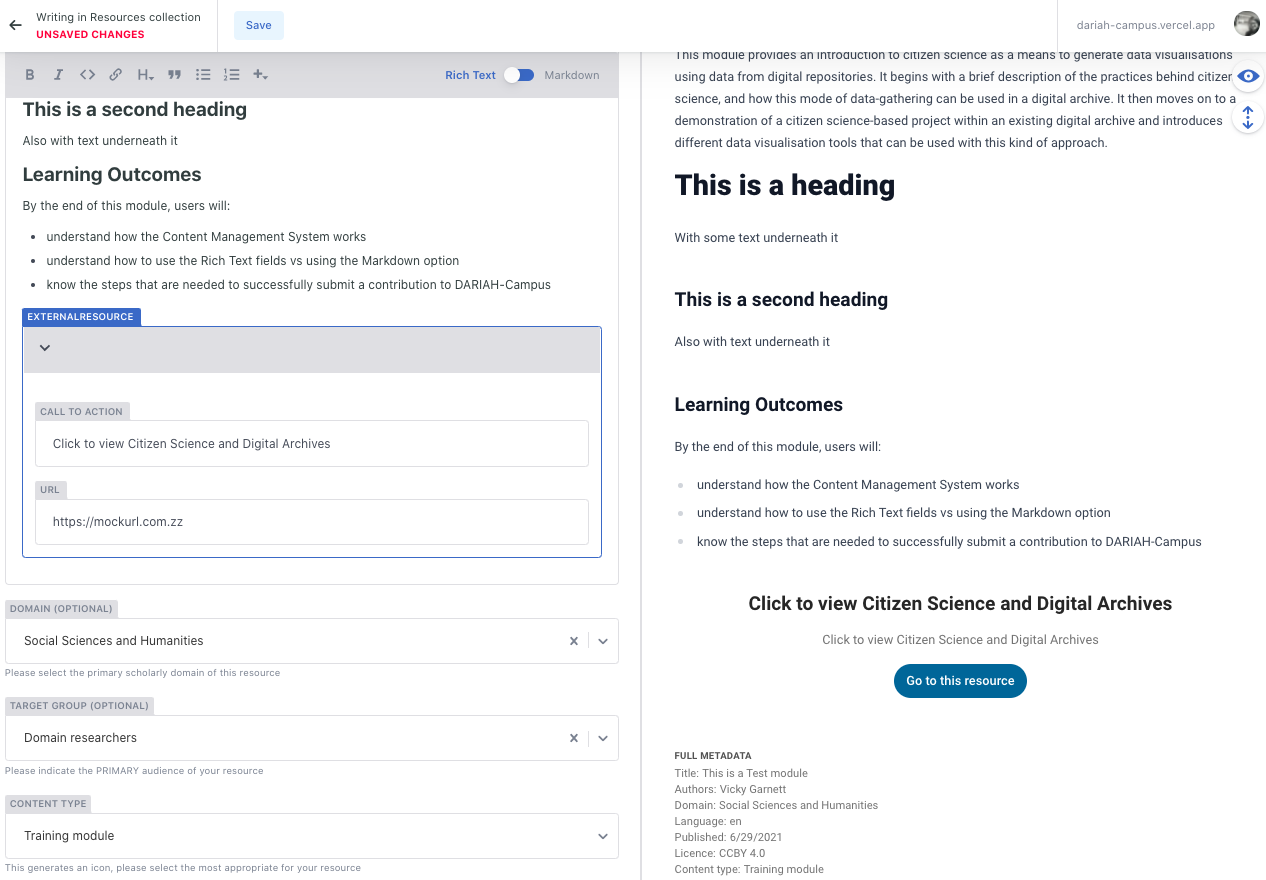 Writing in Resources collection
UNSAVED CHANGES
Save
dariah-campus.vercel.app
B I <> H
Rich Text
Markdown
This is a second heading
Also with text underneath it
Learning Outcomes
By the end of this module, users will:
understand how the Content Management System works
understand how to use the Rich Text fields vs using the Markdown option
know the steps that are needed to successfully submit a contribution to DARIAH-Campus
EXTERNALRESOURCE
CALL TO ACTION
Click to view Citizen Science and Digital Archives
URL
https://mockurl.com.zz
DOMAIN (OPTIONAL)
Social Sciences and Humanities
Please select the primary scholarly domain of this resource
TARGET GROUP (OPTIONAL)
Domain researchers
Please indicate the PRIMARY audience of your resource
CONTENT TYPE
Training module
This generates an icon, please select the most appropriate for your resource
This module provides an introduction to citizen science as a means to generate data visualisations
using data from digital repositories. It begins with a brief description of the practices behind citizen
science, and how this mode of data-gathering can be used in a digital archive. It then moves on to a
demonstration of a citizen science-based project within an existing digital archive and introduces
different data visualisation tools that can be used with this kind of approach.
This is a heading
With some text underneath it
This is a second heading
Also with text underneath it
Learning Outcomes
By the end of this module, users will:
understand how the Content Management System works
understand how to use the Rich Text fields vs using the Markdown option
know the steps that are needed to successfully submit a contribution to DARIAH-Campus
Click to view Citizen Science and Digital Archives
Click to view Citizen Science and Digital Archives
Go to this resource
FULL METADATA
Title: This is a Test module
Authors: Vicky Garnett
Domain: Social Sciences and Humanities
Language: en
Published: 6/29/2021
Licence: CCBY 4.0
Content type: Training module